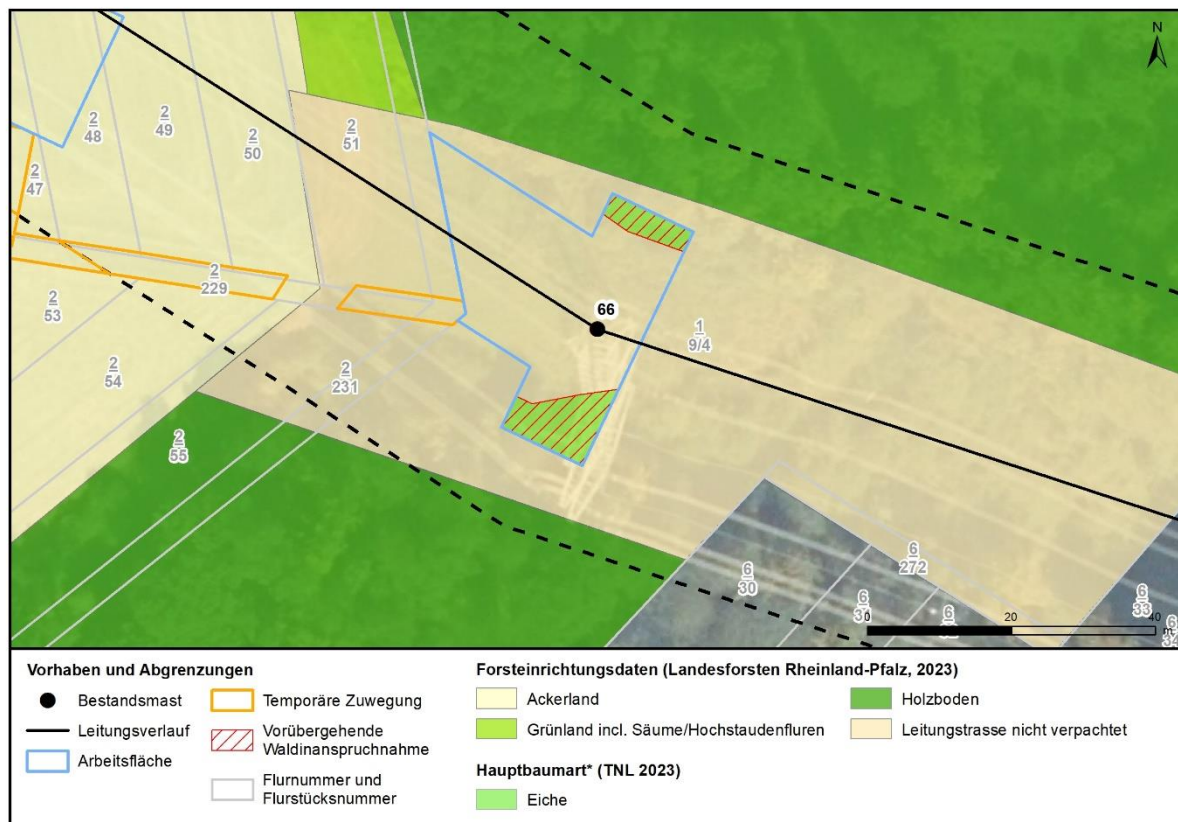 N
2
48
2
49
2
50
2
51
2
47
2
229
2
53
2
54
2
231
2
55
66
1
9/4
6
30
6
272
6
6
6
33
6
0
20
40
m
Vorhaben und Abgrenzungen
Bestandsmast
Leitungsverlauf
Arbeitsfläche
Temporäre Zuwegung
Vorübergehende
Waldinanspruchnahme
Flurnummer und
Flurstücksnummer
Forsteinrichtungsdaten (Landesforsten Rheinland-Pfalz, 2023)
Ackerland
Grünland incl. Säume/Hochstaudenfluren
Holzboden
Leitungstrasse nicht verpachtet
Hauptbaumart* (TNL 2023)
Eiche